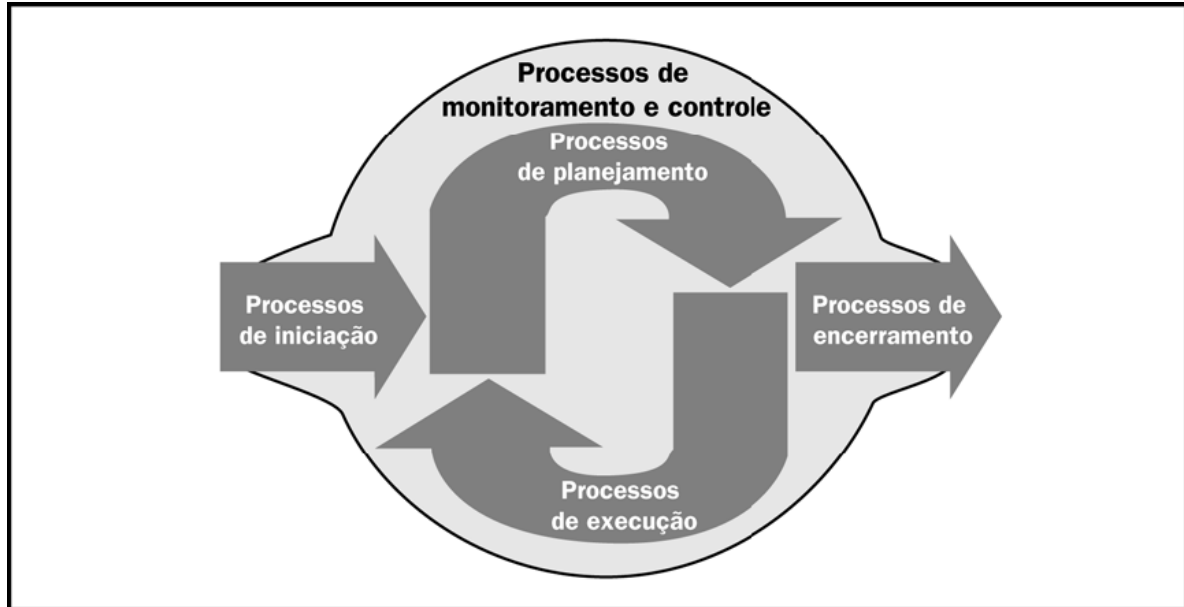 Processos de
monitoramento e controle
Processos
de planejamento
Processos
de iniciação
Processos de
encerramento
Processos
de execução